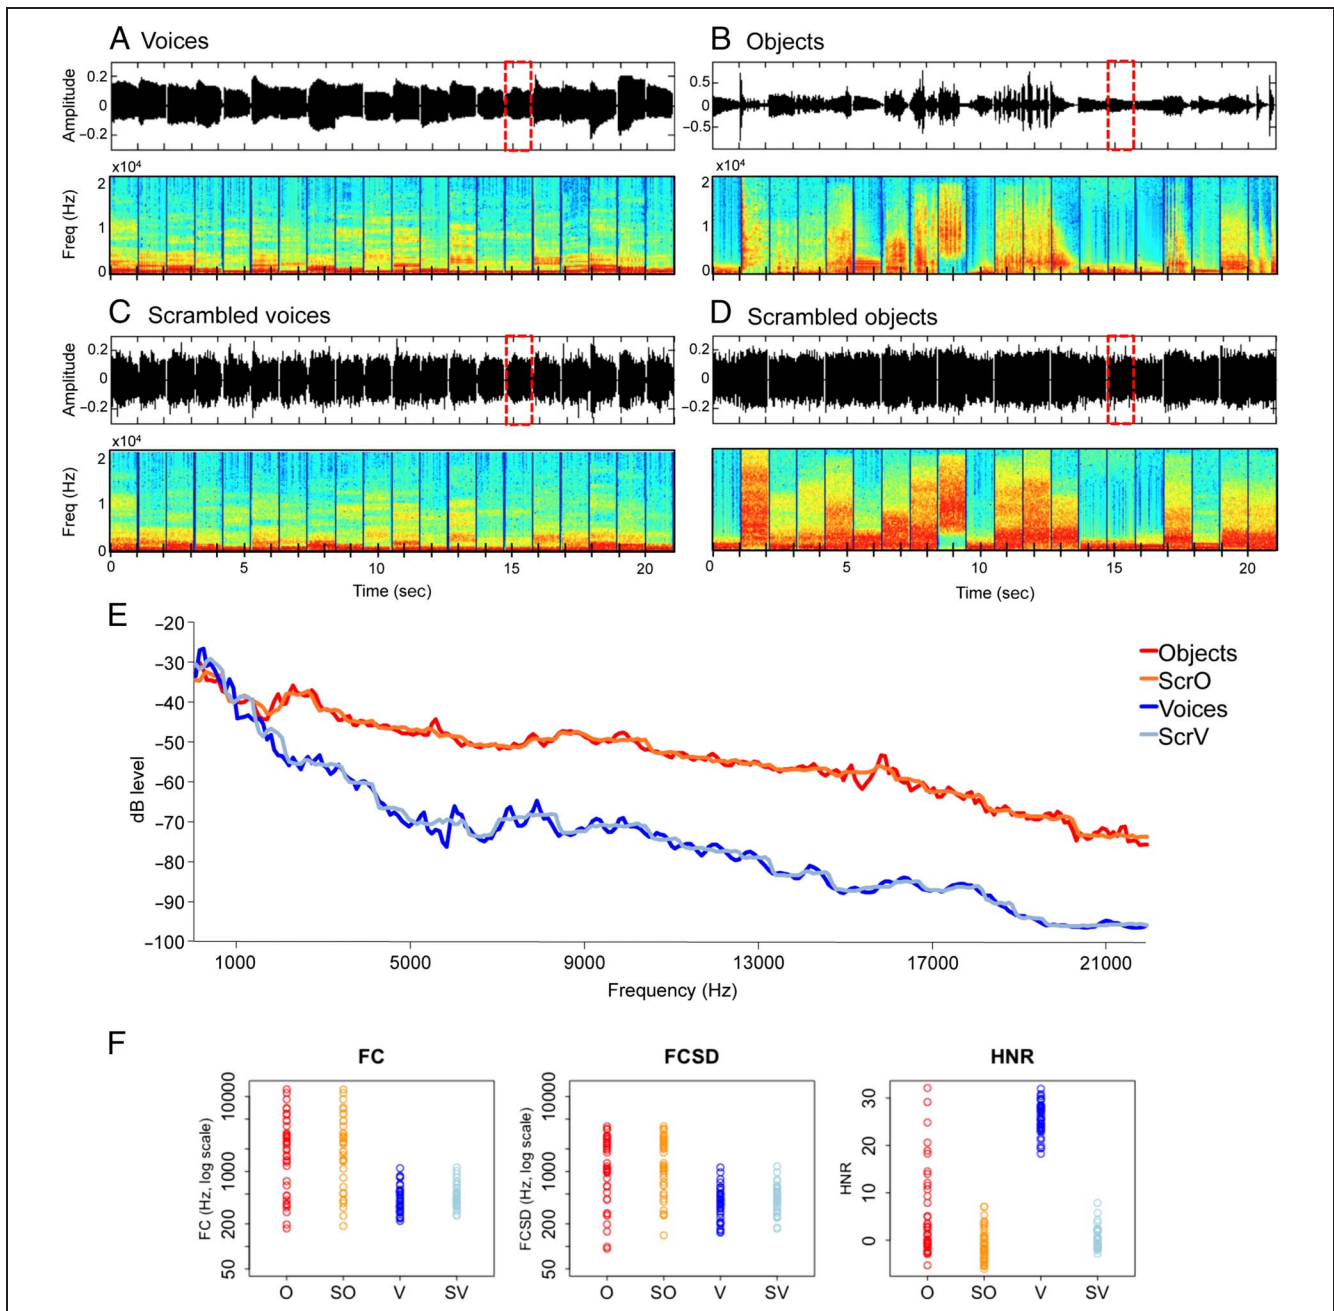 A Voices
B Objects
Amplitude
0.2
0
−0.2
0.5
0
−0.5
x10⁴
Freq (Hz)
2
1
0
x10⁴
2
1
0
C Scrambled voices
D Scrambled objects
Amplitude
0.2
0
−0.2
0.2
0
−0.2
x10⁴
Freq (Hz)
2
1
0
0 5 10 15 20
0 5 10 15 20
Time (sec)
Time (sec)
E
dB level
−20
−30
−40
−50
−60
−70
−80
−90
−100
1000 5000 9000 13000 17000 21000
Frequency (Hz)
Objects
ScrO
Voices
ScrV
F
FC
FC (Hz, log scale)
10000
1000
200
50
O SO V SV
FCSD
FCSD (Hz, log scale)
10000
1000
200
50
O SO V SV
HNR
HNR
30
20
10
0
O SO V SV